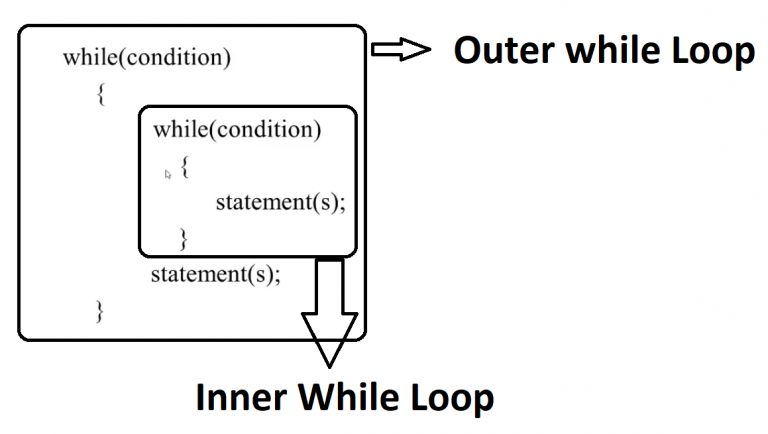 while(condition)
Outer while Loop
{
while(condition)
{
statement(s);
}
statement(s);
}
Inner While Loop